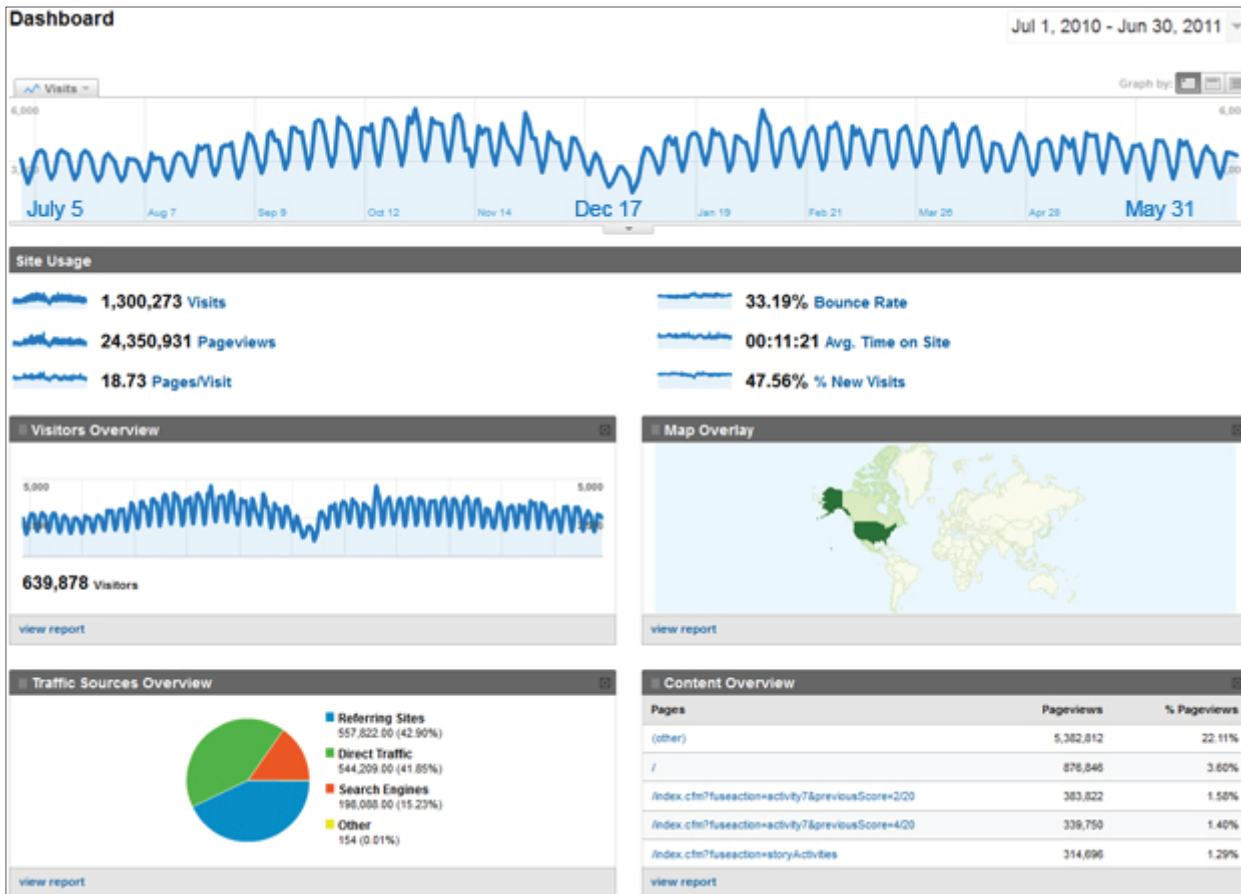 Dashboard
Jul 1, 2010 - Jun 30, 2011
Visits
Graph by:
6,000
July 5 Aug 7 Sep 9 Oct 12 Nov 14 Dec 17 Jan 19 Feb 21 Mar 26 Apr 28 May 31
Site Usage
1,300,273 Visits
33.19% Bounce Rate
24,350,931 Pageviews
00:11:21 Avg. Time on Site
18.73 Pages/Visit
47.56% % New Visits
Visitors Overview
5,000 5,000
639,878 Visitors
view report
Map Overlay
view report
Traffic Sources Overview
Referring Sites
557,822.00 (42.90%)
Direct Traffic
544,209.00 (41.85%)
Search Engines
198,088.00 (15.23%)
Other
154 (0.01%)
view report
Content Overview
Pages Pageviews % Pageviews
(other) 5,382,812 22.11%
/ 876,846 3.60%
/index.cfm?fuseaction=activity7&previousScore=2/20 383,822 1.58%
/index.cfm?fuseaction=activity7&previousScore=4/20 339,750 1.40%
/index.cfm?fuseaction=storyActivities 314,696 1.29%
view report